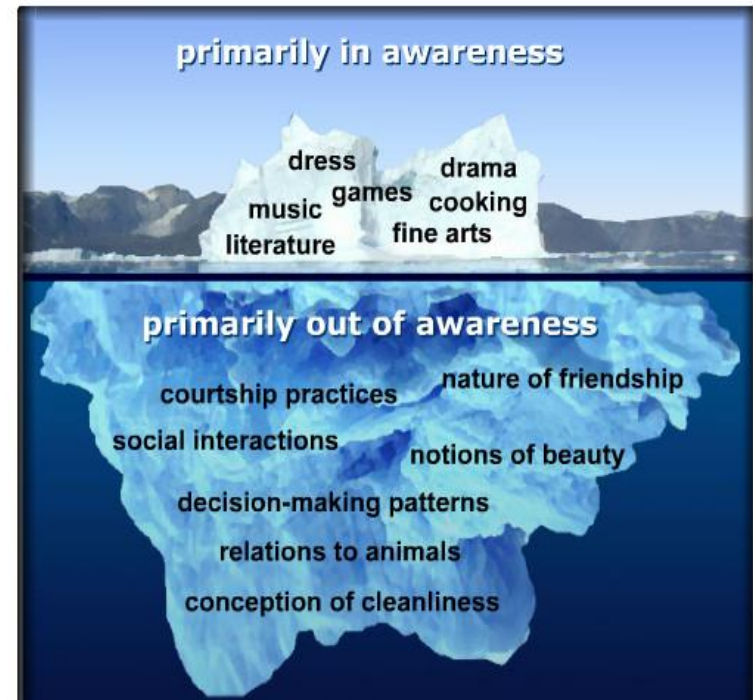 primarily in awareness
dress
drama
games
music
cooking
literature
fine arts
primarily out of awareness
nature of friendship
courtship practices
social interactions
notions of beauty
decision-making patterns
relations to animals
conception of cleanliness